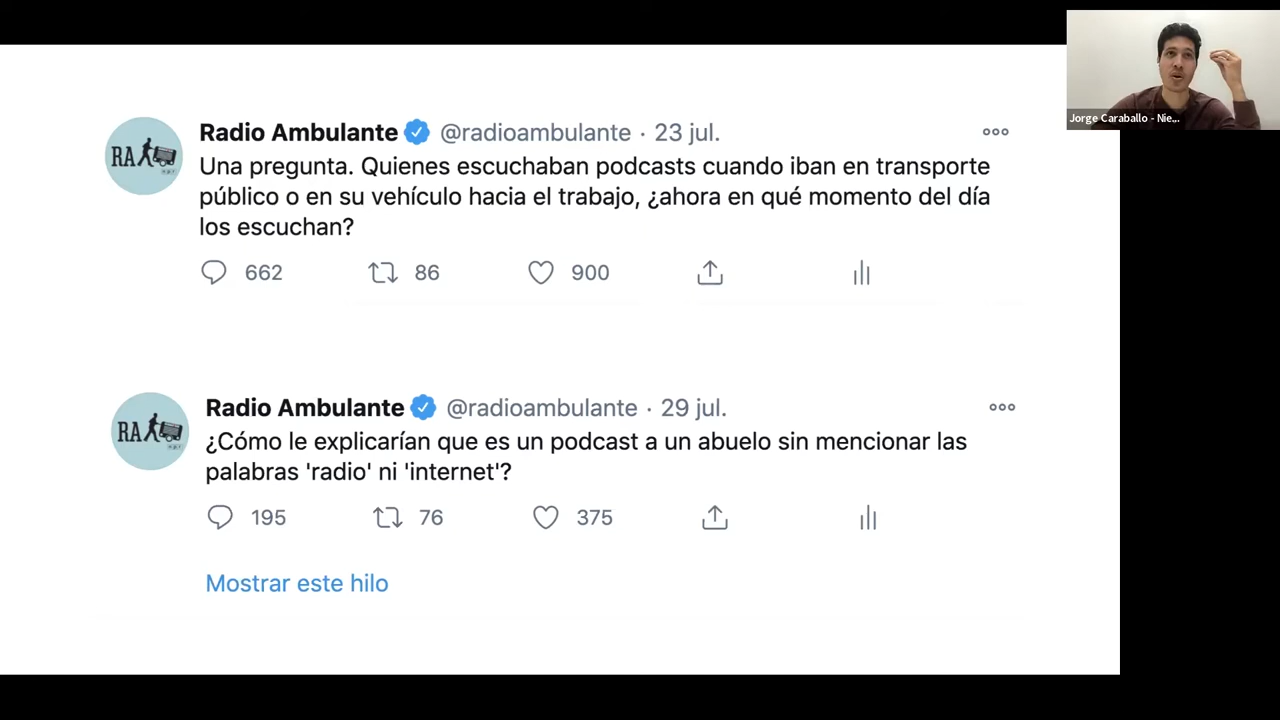 Radio Ambulante @radioambulante · 23 jul.
Una pregunta. Quienes escuchaban podcasts cuando iban en transporte
público o en su vehículo hacia el trabajo, ¿ahora en qué momento del día
los escuchan?
662 86 900
Radio Ambulante @radioambulante · 29 jul.
¿Cómo le explicarían que es un podcast a un abuelo sin mencionar las
palabras 'radio' ni 'internet'?
195 76 375
Mostrar este hilo
RA
RA
Jorge Caraballo - Nie...